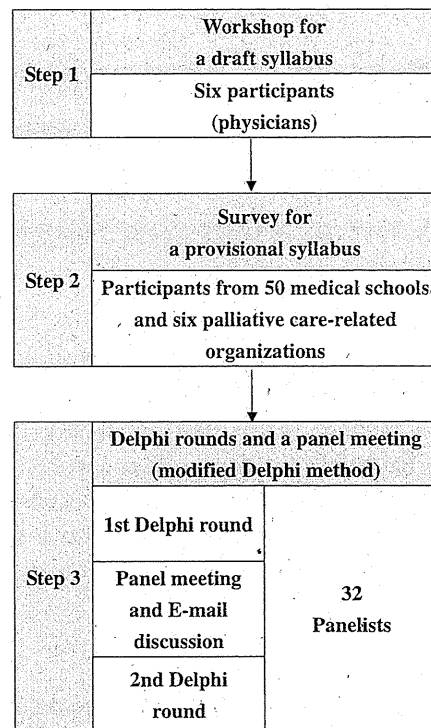 Step 1
Workshop for
a draft syllabus
Six participants
(physicians)
Step 2
Survey for
a provisional syllabus
Participants from 50 medical schools
and six palliative care-related
organizations
Step 3
Delphi rounds and a panel meeting
(modified Delphi method)
1st Delphi round
Panel meeting
and E-mail
discussion
2nd Delphi
round
32
Panelists